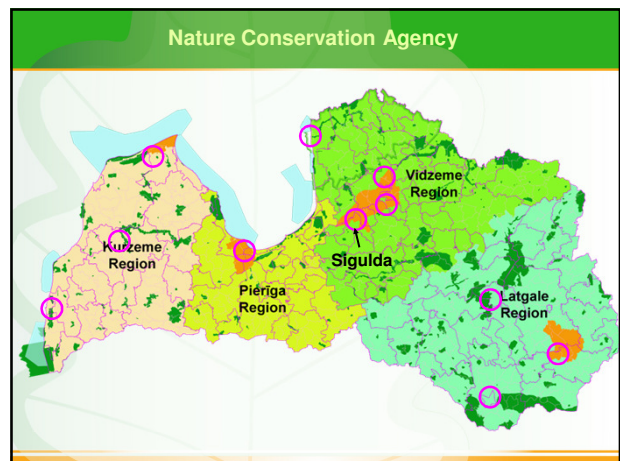 Nature Conservation Agency
Vidzeme
Region
Kurzeme
Region
Sigulda
Pierīga
Region
Latgale
Region